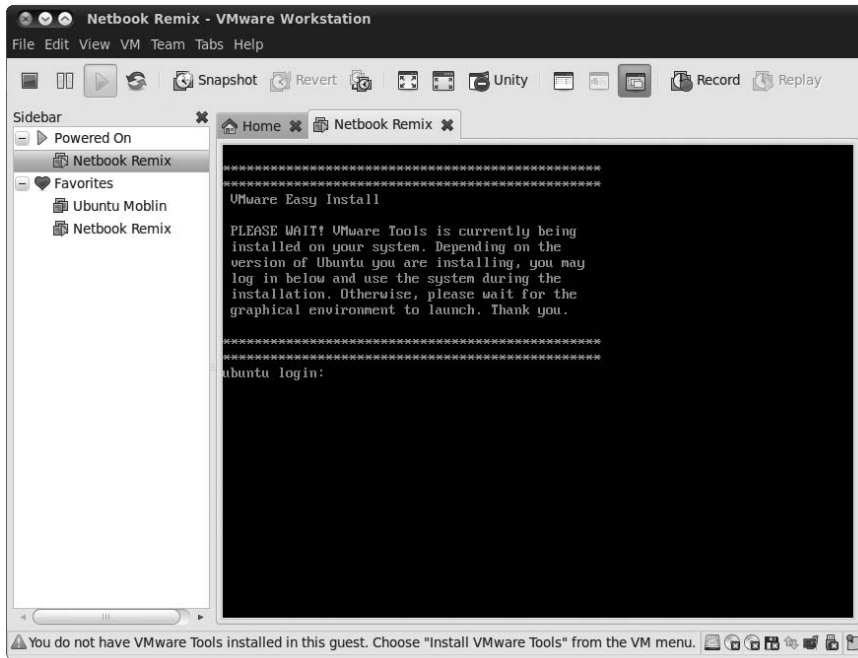 Netbook Remix - VMware Workstation
File Edit View VM Team Tabs Help
Snapshot Revert Unity Record Replay
Sidebar
Powered On
Netbook Remix
Favorites
Ubuntu Moblin
Netbook Remix
Home Netbook Remix
************************************************
************************************************
VMware Easy Install
PLEASE WAIT! VMware Tools is currently being
installed on your system. Depending on the
version of Ubuntu you are installing, you may
log in below and use the system during the
installation. Otherwise, please wait for the
graphical environment to launch. Thank you.
************************************************
************************************************
ubuntu login:
You do not have VMware Tools installed in this guest. Choose "Install VMware Tools" from the VM menu.